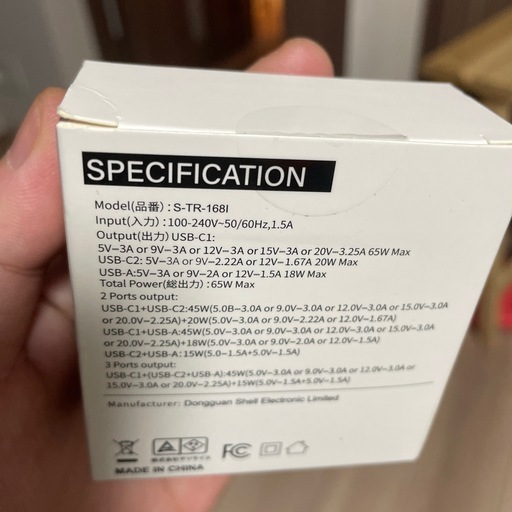 SPECIFICATION
Model(品番): S-TR-168I
Input(入力): 100-240V~50/60Hz,1.5A
Output(出力) USB-C1:
5V⎓3A or 9V⎓3A or 12V⎓3A or 15V⎓3A or 20V⎓3.25A 65W Max
USB-C2: 5V⎓3A or 9V⎓2.22A or 12V⎓1.67A 20W Max
USB-A:5V⎓3A or 9V⎓2A or 12V⎓1.5A 18W Max
Total Power(総出力) :65W Max
2 Ports output:
USB-C1+USB-C2:45W(5.0B⎓3.0A or 9.0V⎓3.0A or 12.0V⎓3.0A or 15.0V⎓3.0A
or 20.0V⎓2.25A)+20W(5.0V⎓3.0A or 9.0V⎓2.22A or 12.0V⎓1.67A)
USB-C1+USB-A:45W(5.0V⎓3.0A or 9.0V⎓3.0A or 12.0V⎓3.0A or 15.0V⎓3.0A
or 20.0V⎓2.25A)+18W(5.0V⎓3.0A or 9.0V⎓2.0A or 12.0V⎓1.5A)
USB-C2+USB-A:15W(5.0⎓1.5A+5.0V⎓1.5A)
3 Ports output:
USB-C1+(USB-C2+USB-A):45W(5.0V⎓3.0A or 9.0V⎓3.0A or 12.0V⎓3.0A or
15.0V⎓3.0A or 20.0V⎓2.25A)+15W(5.0V⎓1.5A+5.0V⎓1.5A)
Manufacturer: Dongguan Shell Electronic Limited
FC
MADE IN CHINA